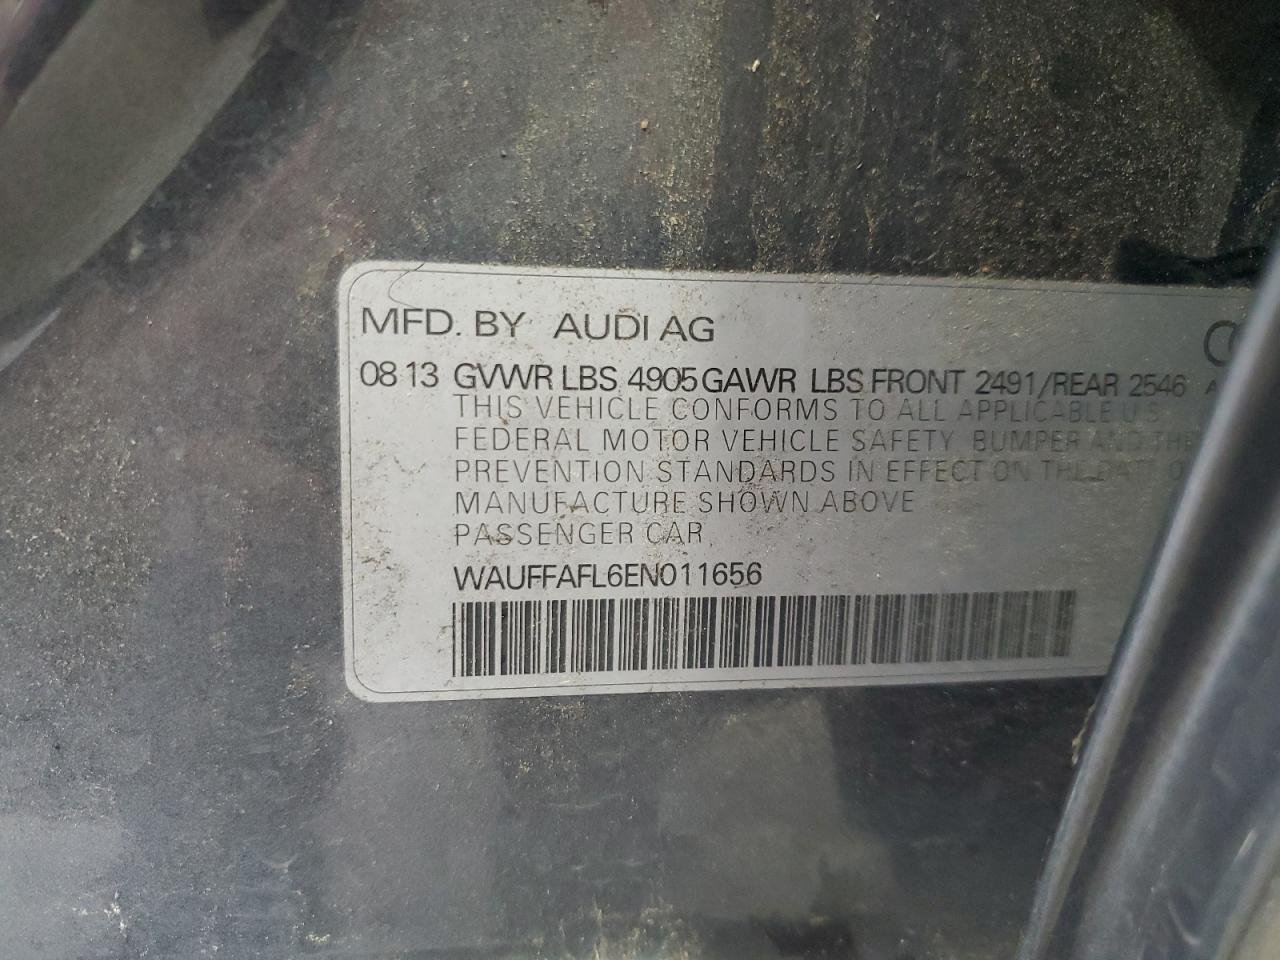 MFD. BY AUDI AG
08 13 GVWR LBS 4905 GAWR LBS FRONT 2491/REAR 2546
THIS VEHICLE CONFORMS TO ALL APPLICABLE U.S.
FEDERAL MOTOR VEHICLE SAFETY BUMPER AND
PREVENTION STANDARDS IN EFFECT ON THE DATE O
MANUFACTURE SHOWN ABOVE
PASSENGER CAR
WAUFFAFL6EN011656